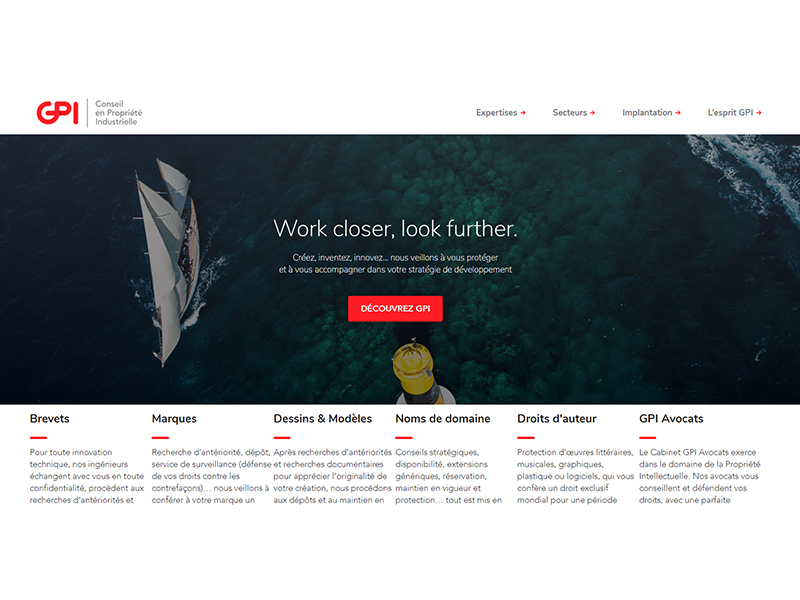 GPI
Conseil
en Propriété
Industrielle
Expertises
Secteurs
Implantation
L'esprit GPI
Work closer, look further.
Créez, inventez, innovez... nous veillons à vous protéger
et à vous accompagner dans votre stratégie de développement
DÉCOUVREZ GPI
Brevets
Pour toute innovation
technique, nos ingénieurs
échangent avec vous en toute
confidentialité, procèdent aux
recherches d'antériorités et
Marques
Recherche d'antériorité, dépôt,
service de surveillance (défense
de vos droits contre les
contrefaçons)... nous veillons à
conférer à votre marque un
Dessins & Modèles
Après recherches d'antériorités
et recherches documentaires
pour apprécier l'originalité de
votre création, nous procédons
aux dépôts et au maintien en
Noms de domaine
Conseils stratégiques,
disponibilité, extensions
génériques, réservation,
maintien en vigueur et
protection... tout est mis en
Droits d'auteur
Protection d'œuvres littéraires,
musicales, graphiques,
plastique ou logiciels, qui vous
confère un droit exclusif
mondial pour une période
GPI Avocats
Le Cabinet GPI Avocats exerce
dans le domaine de la Propriété
Intellectuelle. Nos avocats vous
conseillent et défendent vos
droits, avec une parfaite